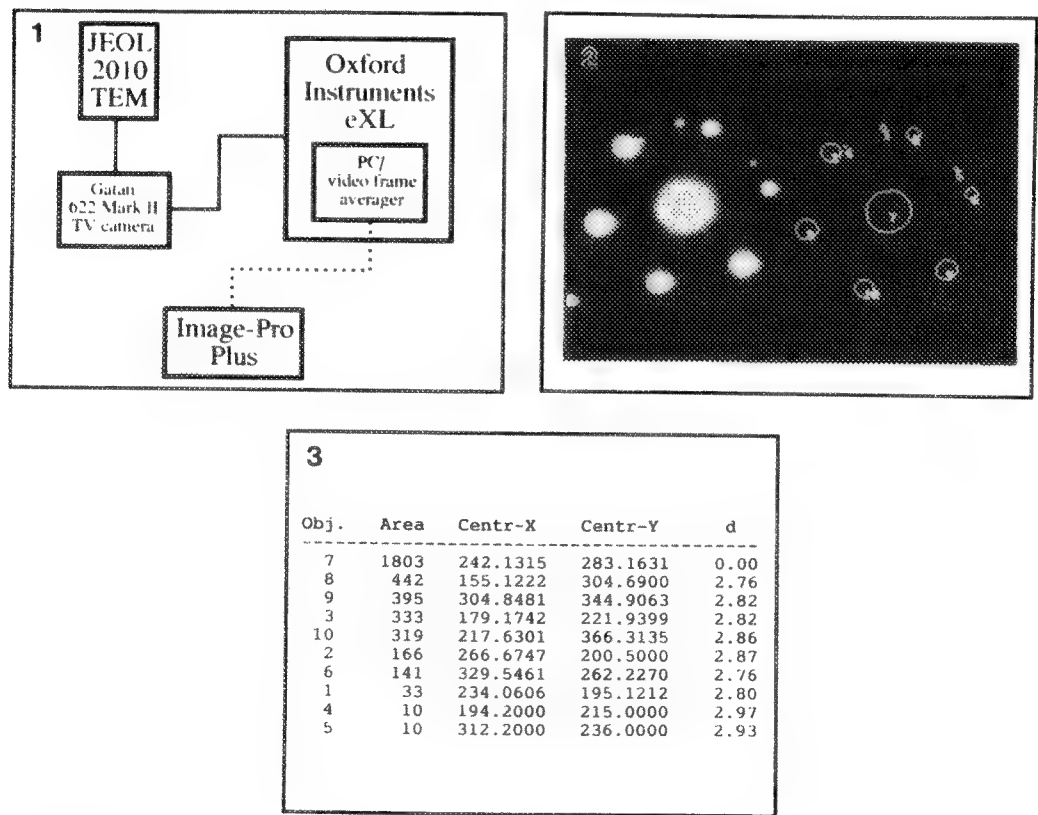 1
JEOL
2010
TEM
Oxford
Instruments
eXL
PC/
video frame
averager
Gatan
622 Mark II
TV camera
Image-Pro
Plus
2
7
3
Obj. Area Centr-X Centr-Y d
7 1803 242.1315 283.1631 0.00
8 442 155.1222 304.6900 2.76
9 395 304.8481 344.9063 2.82
3 333 179.1742 221.9399 2.82
10 319 217.6301 366.3135 2.86
2 166 266.6747 200.5000 2.87
6 141 329.5461 262.2270 2.76
1 33 234.0606 195.1212 2.80
4 10 194.2000 215.0000 2.97
5 10 312.2000 236.0000 2.93